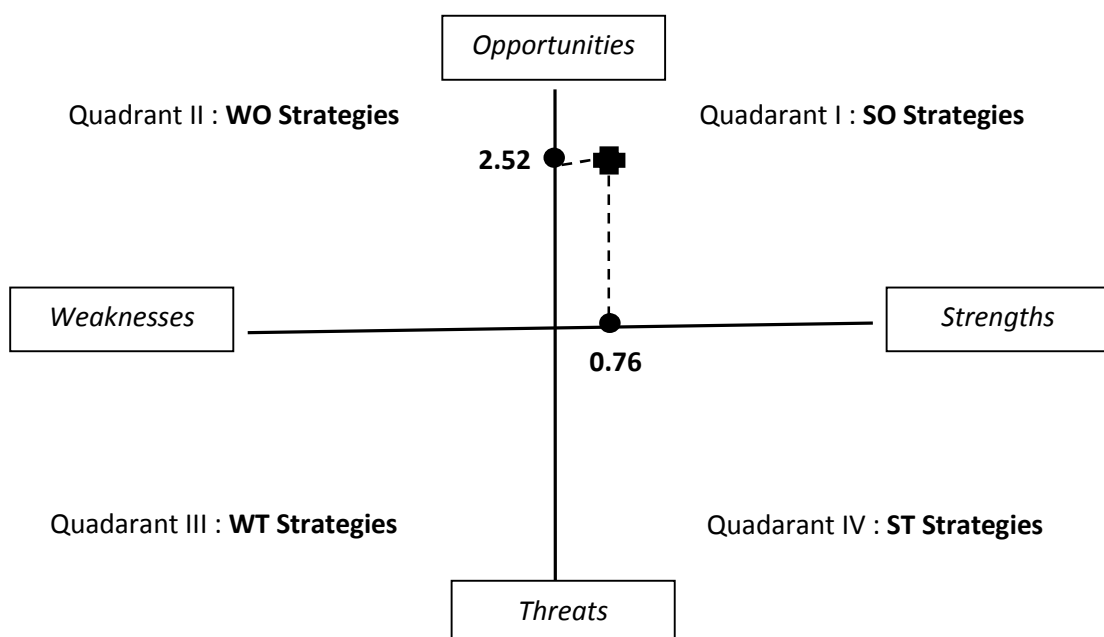 Opportunities
Quadrant II : WO Strategies
Quadarant I : SO Strategies
2.52
Weaknesses
Strengths
0.76
Quadarant III : WT Strategies
Quadarant IV : ST Strategies
Threats